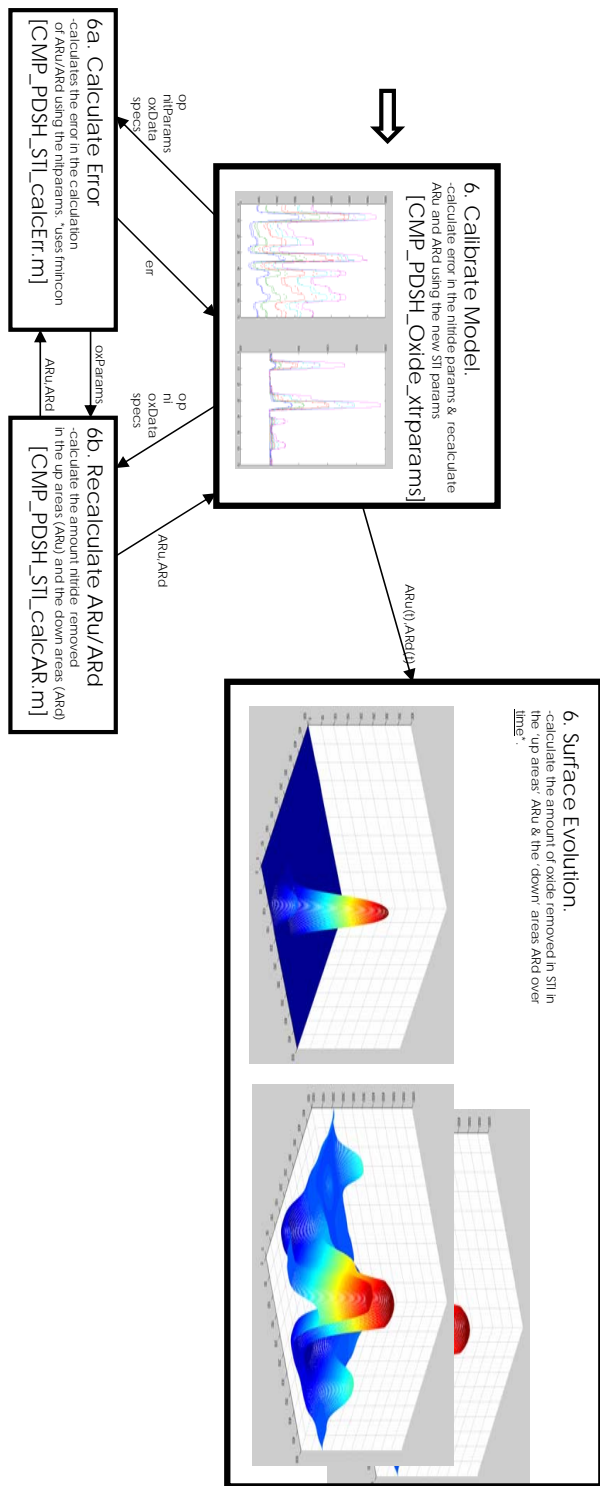 6. Calibrate Model.
-calculate error in the nitride params & recalculate
ARu and ARd using the new STI params
[CMP_PDSH_Oxide_xtrparams]
op
nitParams
oxData
specs
err
op
ni
oxData
specs
ARu,ARd
6a. Calculate Error
-calculates the error in the calculation
of ARu/ARd using the nitparams. *uses fmincon
[CMP_PDSH_STI_calcErr.m]
oxParams
ARu,ARd
6b. Recalculate ARu/ARd
-calculate the amount nitride removed
in the up areas (ARu) and the down areas (ARd)
[CMP_PDSH_STI_calcAR.m]
ARu(t),ARd(t)
6. Surface Evolution.
-calculate the amount of oxide removed in STI in
the 'up areas' ARu & the 'down' areas ARd over
time*.